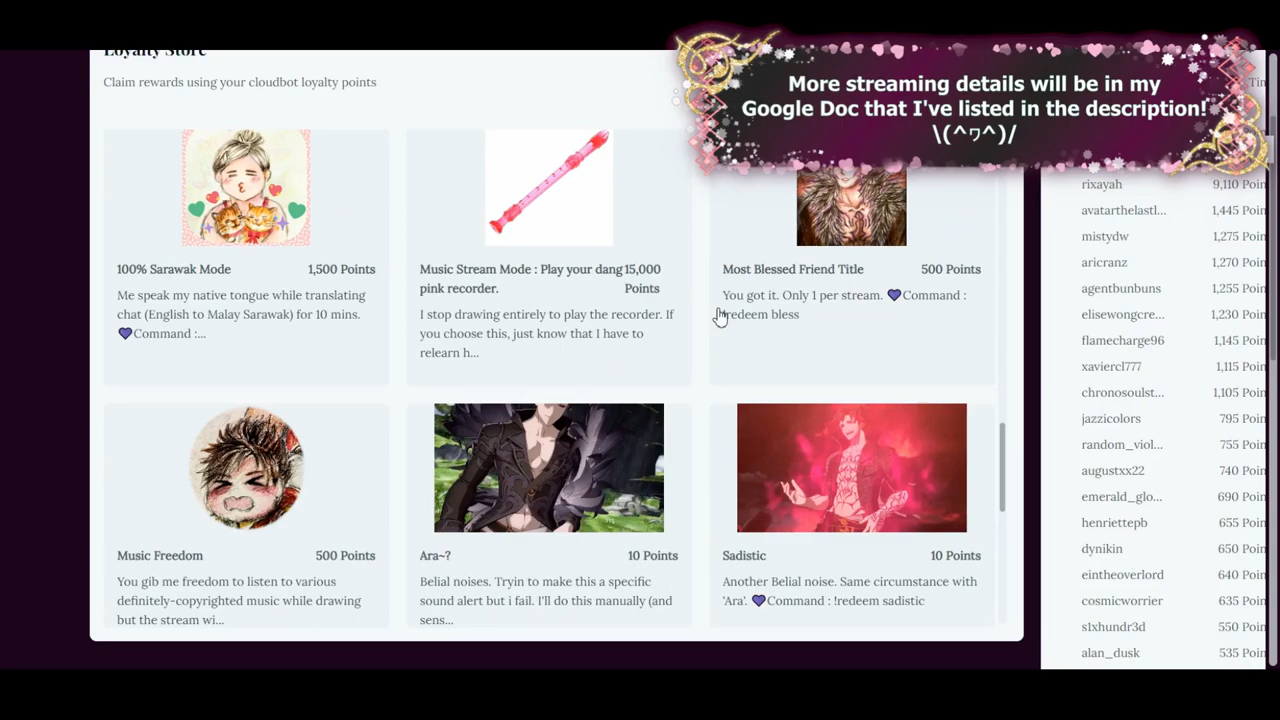 Loyalty Store
Claim rewards using your cloudbot loyalty points
More streaming details will be in my
Google Doc that I've listed in the description!
\(^ヮ^)/
Tim
100% Sarawak Mode 1,500 Points
Me speak my native tongue while translating
chat (English to Malay Sarawak) for 10 mins.
💜Command :...
Music Stream Mode : Play your dang 15,000
pink recorder. Points
I stop drawing entirely to play the recorder. If
you choose this, just know that I have to
relearn h...
Most Blessed Friend Title 500 Points
You got it. Only 1 per stream. 💜Command :
!redeem bless
Music Freedom 500 Points
You gib me freedom to listen to various
definitely-copyrighted music while drawing
but the stream wi...
Ara~? 10 Points
Belial noises. Tryin to make this a specific
sound alert but i fail. I'll do this manually (and
sens...
Sadistic 10 Points
Another Belial noise. Same circumstance with
'Ara'. 💜Command : !redeem sadistic
rixayah 9,110 Poin
avatarthelastl... 1,445 Poin
mistydw 1,275 Poin
aricranz 1,270 Poin
agentbunbuns 1,255 Poin
elisewongcre... 1,230 Poin
flamecharge96 1,145 Poin
xaviercl777 1,115 Poin
chronosoulst... 1,105 Poin
jazzicolors 795 Poin
random_viol... 755 Poin
augustxx22 740 Poin
emerald_glo... 690 Poin
henriettepb 655 Poin
dynikin 650 Poin
eintheoverlord 640 Poin
cosmicworrier 635 Poin
s1xhundr3d 550 Poin
alan_dusk 535 Poin